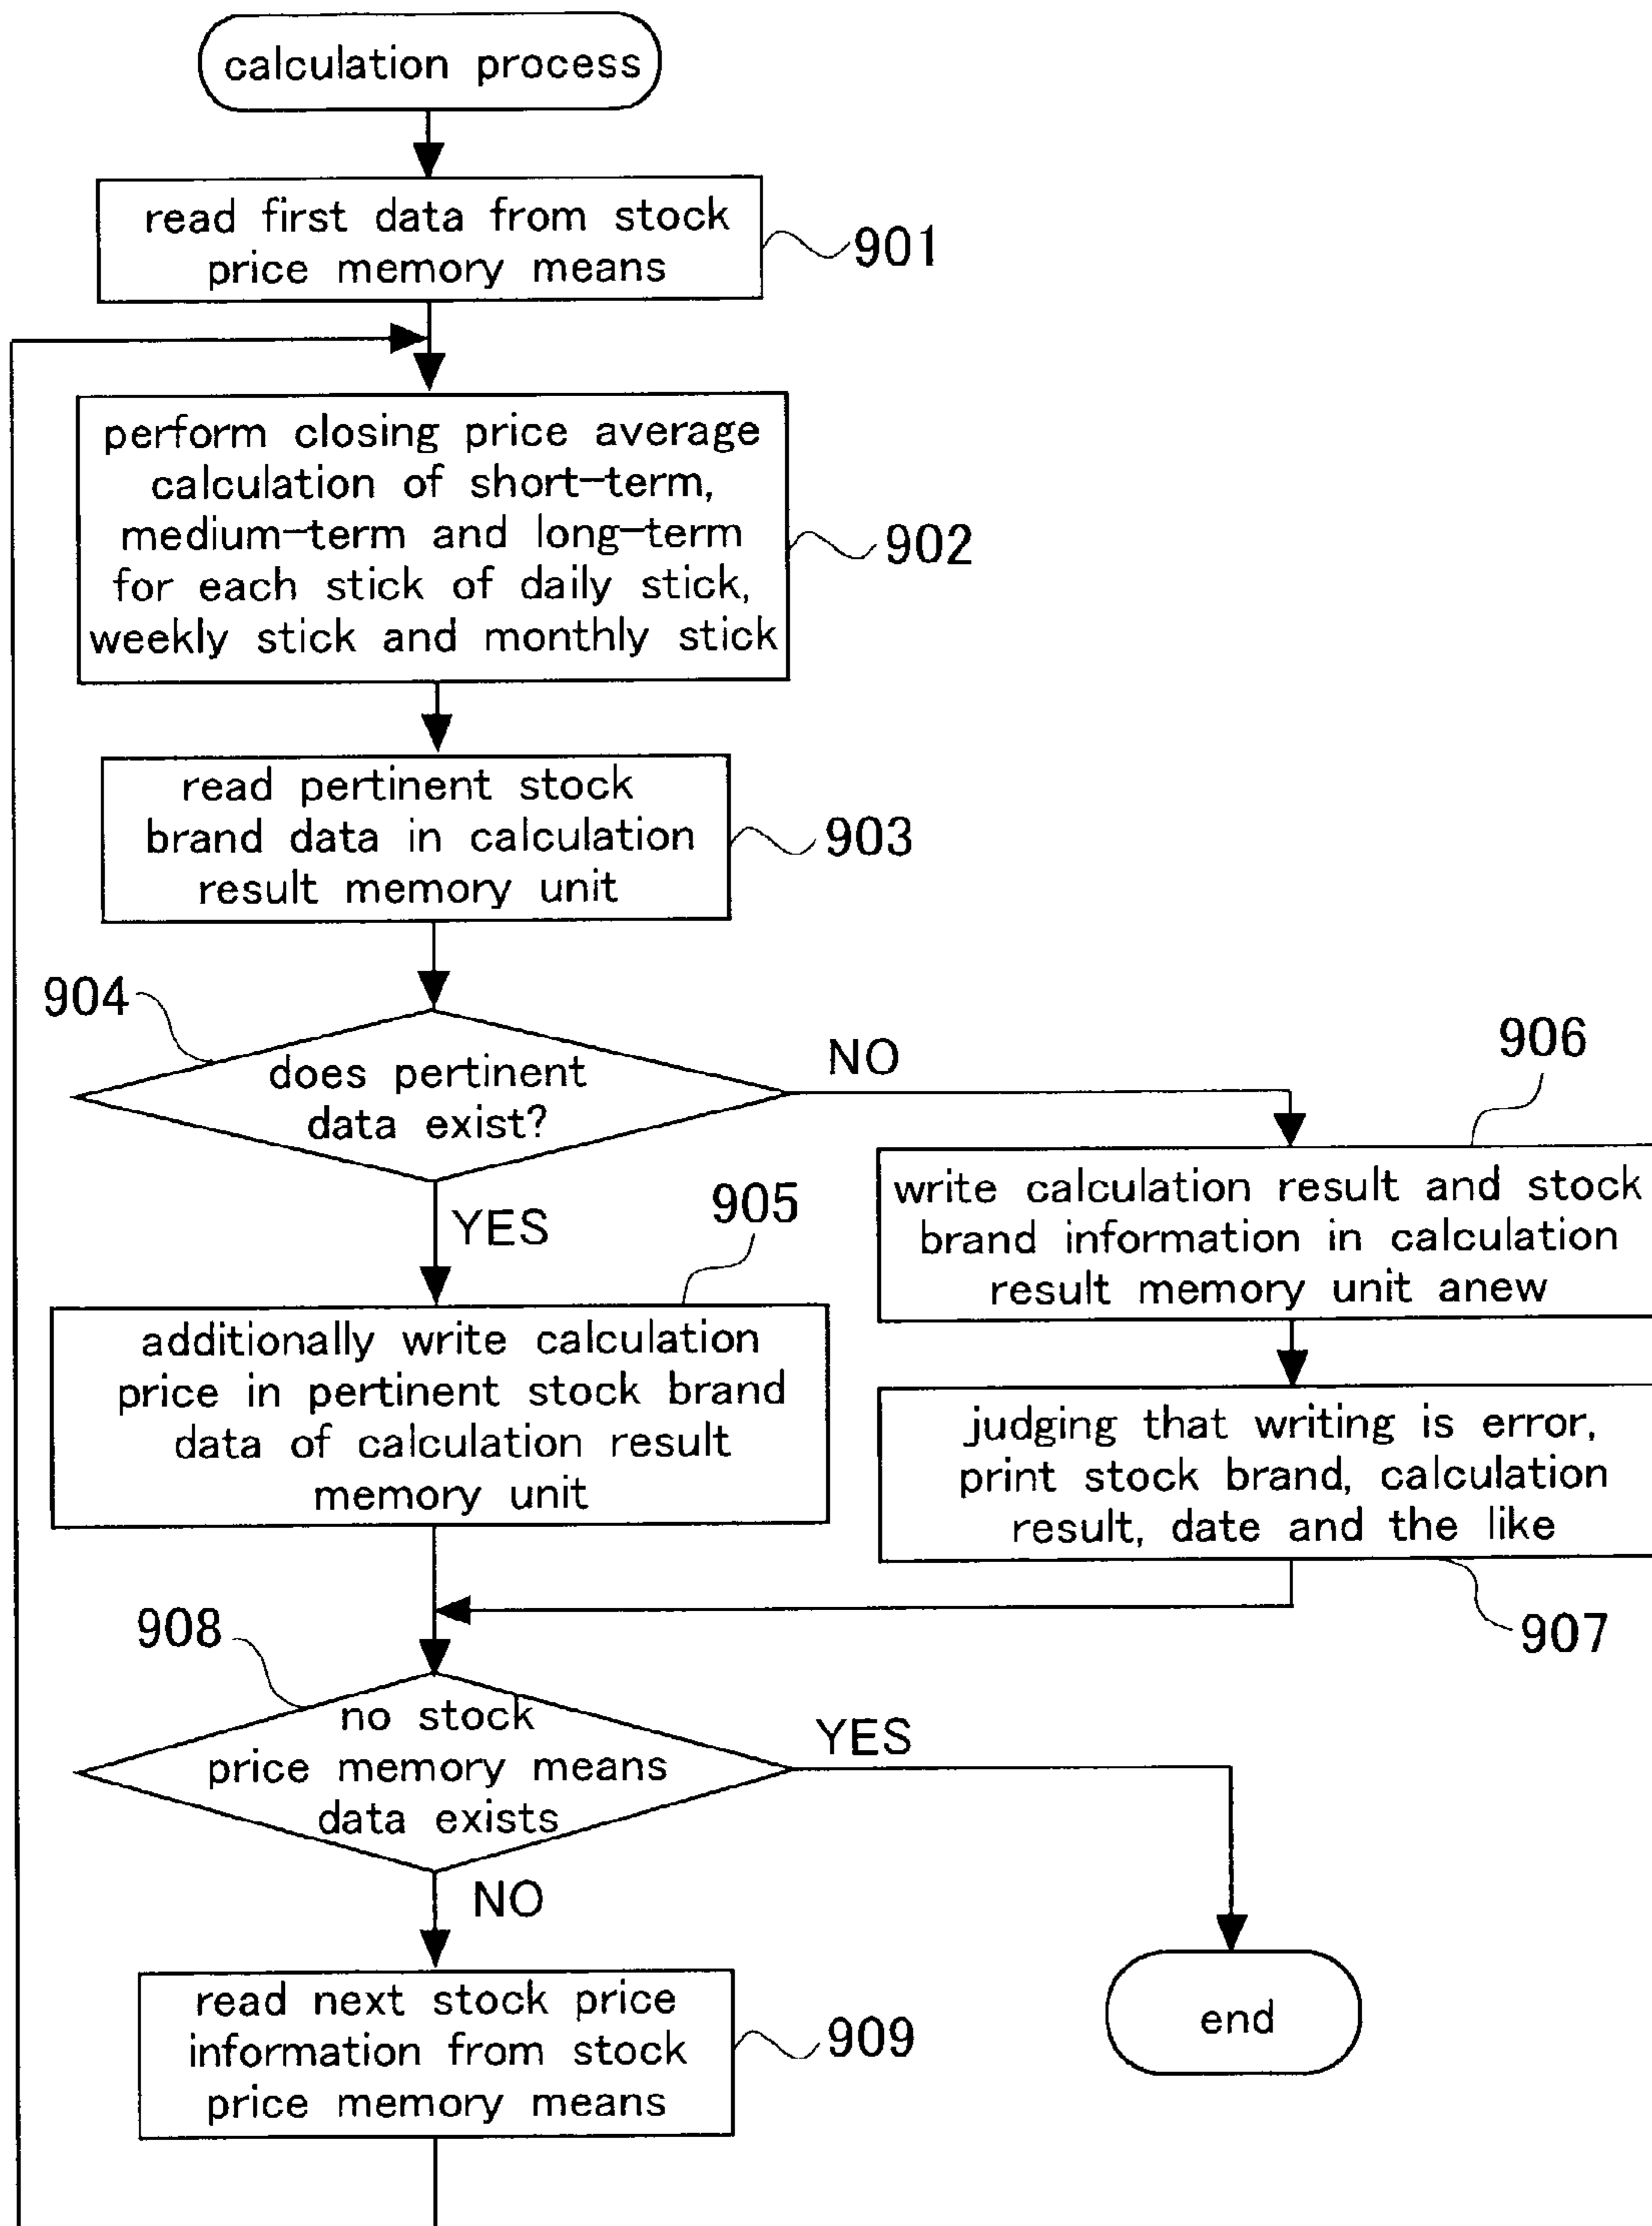 calculation process
read first data from stock
price memory means
901
perform closing price average
calculation of short-term,
medium-term and long-term
for each stick of daily stick,
weekly stick and monthly stick
902
read pertinent stock
brand data in calculation
result memory unit
903
904
does pertinent
data exist?
NO
906
YES
905
write calculation result and stock
brand information in calculation
result memory unit anew
additionally write calculation
price in pertinent stock brand
data of calculation result
memory unit
judging that writing is error,
print stock brand, calculation
result, date and the like
907
908
no stock
price memory means
data exists
YES
NO
read next stock price
information from stock
price memory means
909
end